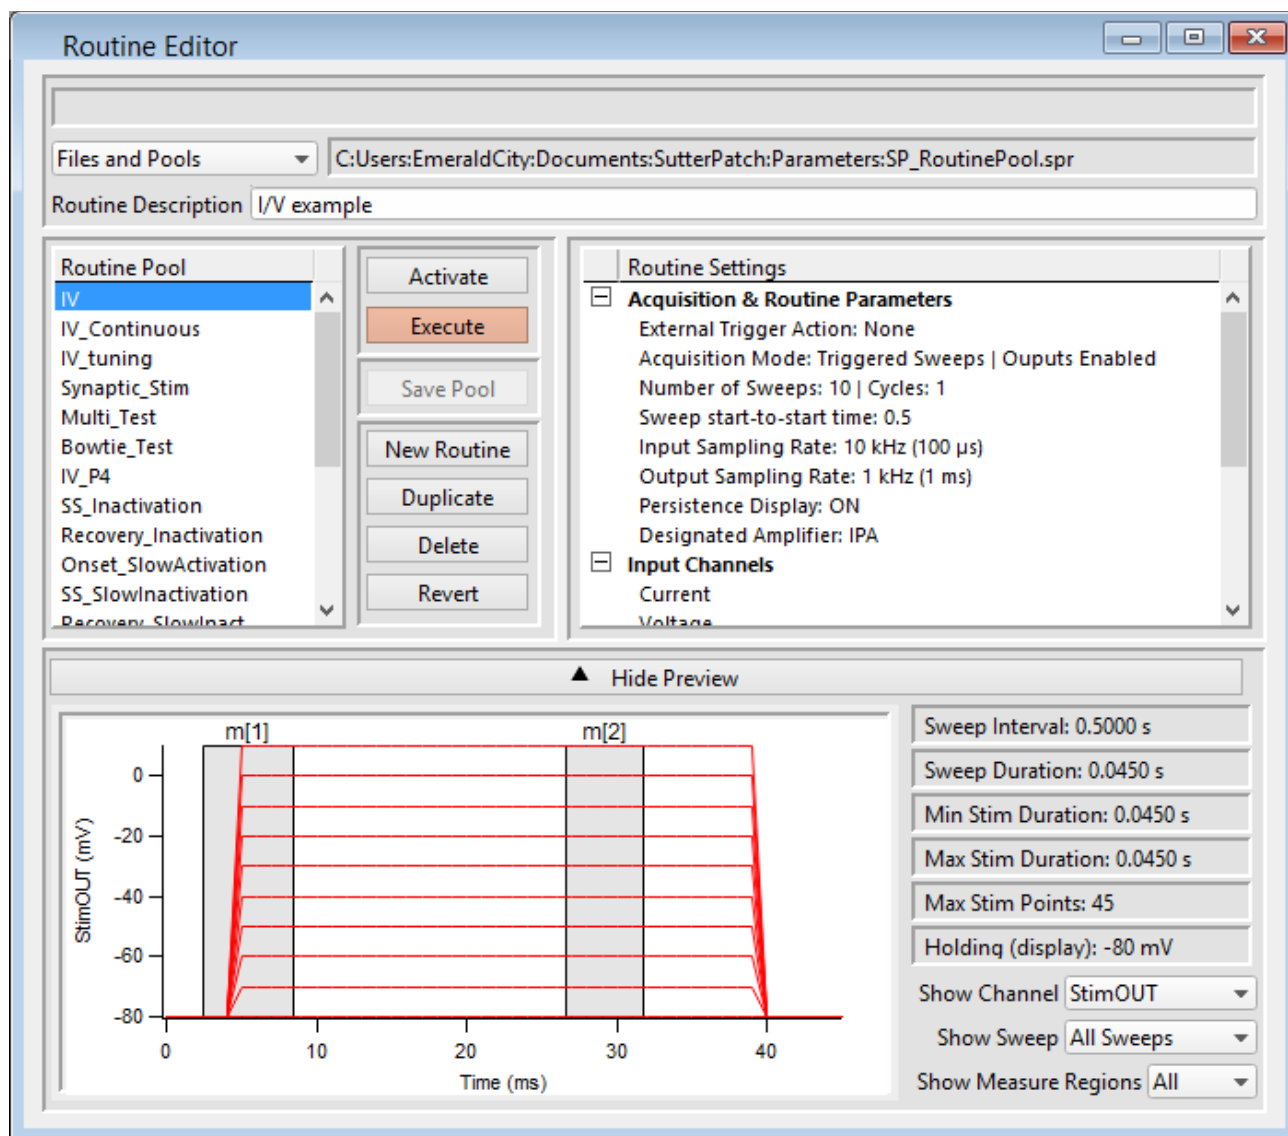 Routine Editor
Files and Pools
C:Users:EmeraldCity:Documents:SutterPatch:Parameters:SP_RoutinePool.spr
Routine Description
I/V example
Routine Pool
IV
IV_Continuous
IV_tuning
Synaptic_Stim
Multi_Test
Bowtie_Test
IV_P4
SS_Inactivation
Recovery_Inactivation
Onset_SlowActivation
SS_SlowInactivation
Recovery_SlowInact
Activate
Execute
Save Pool
New Routine
Duplicate
Delete
Revert
Routine Settings
Acquisition & Routine Parameters
External Trigger Action: None
Acquisition Mode: Triggered Sweeps | Ouputs Enabled
Number of Sweeps: 10 | Cycles: 1
Sweep start-to-start time: 0.5
Input Sampling Rate: 10 kHz (100 µs)
Output Sampling Rate: 1 kHz (1 ms)
Persistence Display: ON
Designated Amplifier: IPA
Input Channels
Current
Voltage
Hide Preview
m[1]
m[2]
0
-20
-40
-60
-80
StimOUT (mV)
0 10 20 30 40
Time (ms)
Sweep Interval: 0.5000 s
Sweep Duration: 0.0450 s
Min Stim Duration: 0.0450 s
Max Stim Duration: 0.0450 s
Max Stim Points: 45
Holding (display): -80 mV
Show Channel StimOUT
Show Sweep All Sweeps
Show Measure Regions All